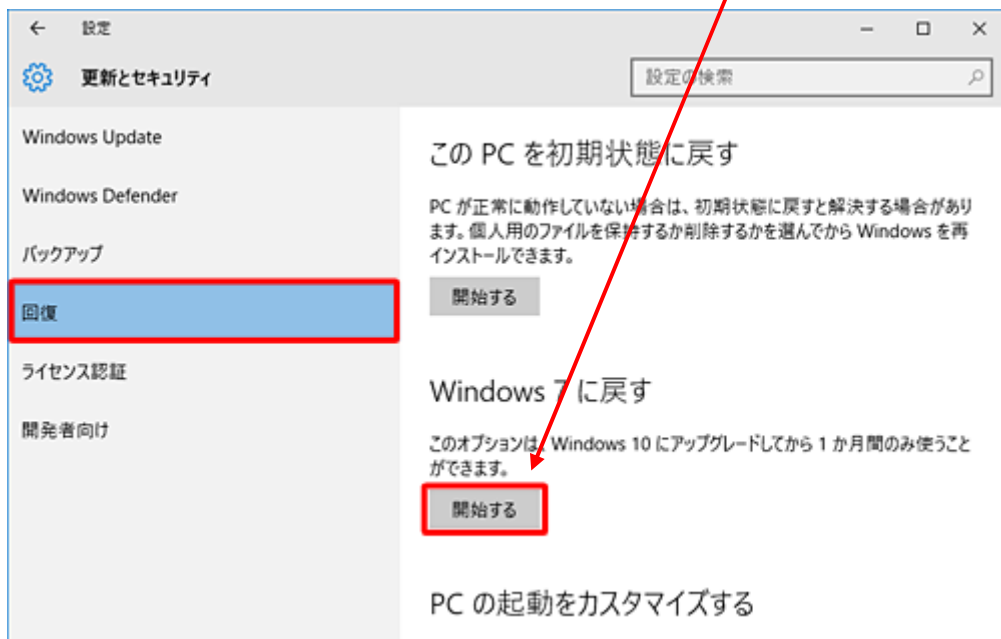 設定
更新とセキュリティ
設定の検索
Windows Update
Windows Defender
バックアップ
回復
ライセンス認証
開発者向け
この PC を初期状態に戻す
PC が正常に動作していない場合は、初期状態に戻すと解決する場合があり
ます。個人用のファイルを保持するか削除するかを選んでから Windows を再
インストールできます。
開始する
Windows 7 に戻す
このオプションは、Windows 10 にアップグレードしてから 1 か月間のみ使うこと
ができます。
開始する
PC の起動をカスタマイズする